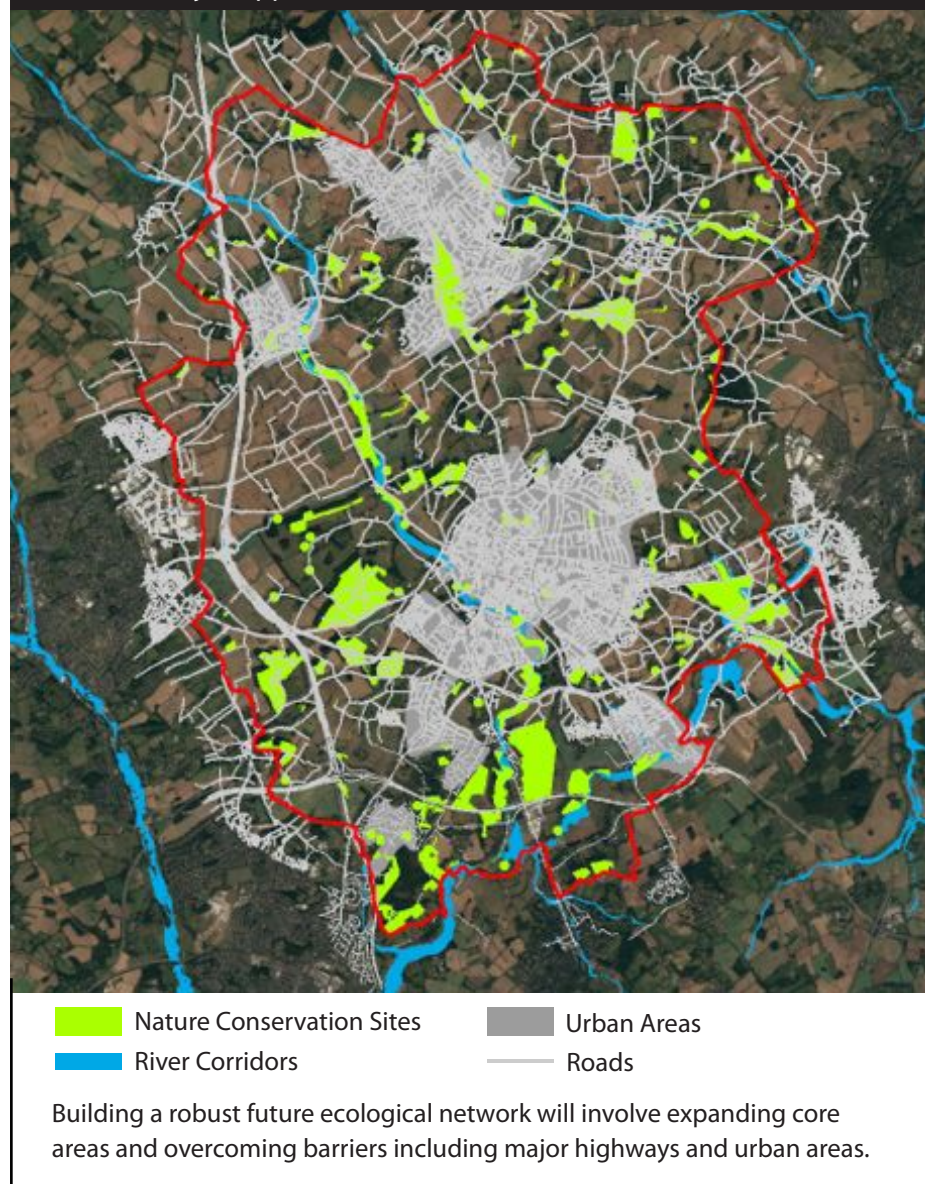 Nature Conservation Sites
Urban Areas
River Corridors
Roads
Building a robust future ecological network will involve expanding core
areas and overcoming barriers including major highways and urban areas.